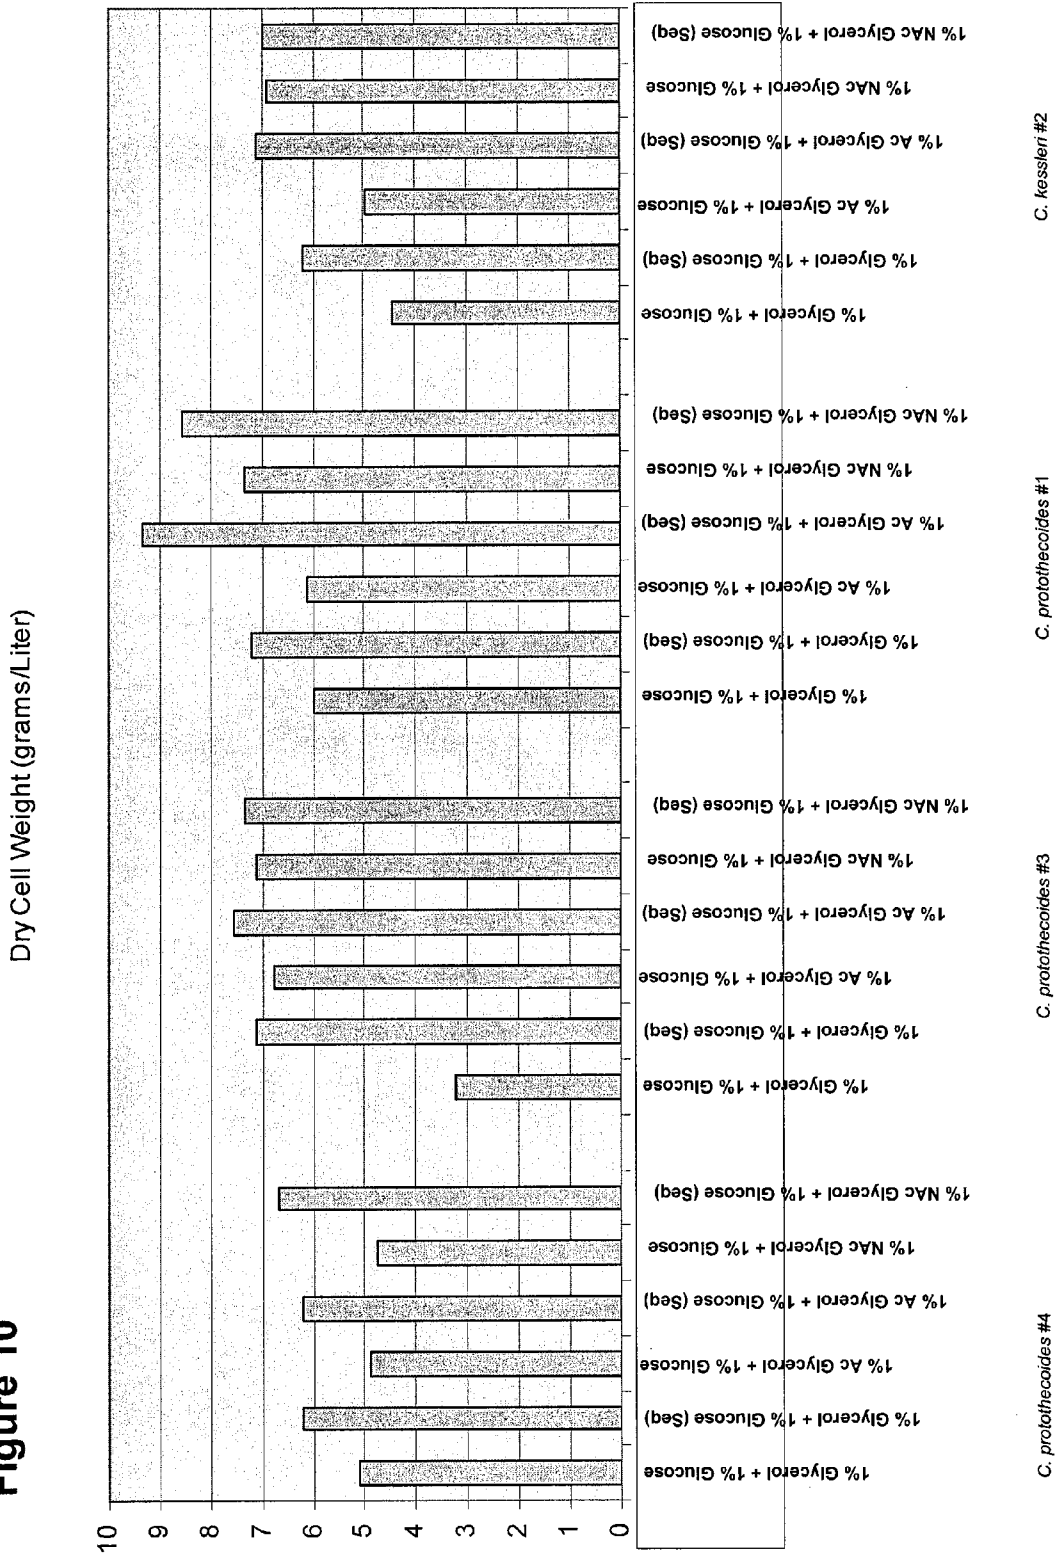 Figure 10
Dry Cell Weight (grams/Liter)
10
9
8
7
6
5
4
3
2
1
0
1% Glycerol + 1% Glucose
1% Glycerol + 1% Glucose (Seq)
1% Ac Glycerol + 1% Glucose
1% Ac Glycerol + 1% Glucose (Seq)
1% NAc Glycerol + 1% Glucose
1% NAc Glycerol + 1% Glucose (Seq)
1% Glycerol + 1% Glucose
1% Glycerol + 1% Glucose (Seq)
1% Ac Glycerol + 1% Glucose
1% Ac Glycerol + 1% Glucose (Seq)
1% NAc Glycerol + 1% Glucose
1% NAc Glycerol + 1% Glucose (Seq)
1% Glycerol + 1% Glucose
1% Glycerol + 1% Glucose (Seq)
1% Ac Glycerol + 1% Glucose
1% Ac Glycerol + 1% Glucose (Seq)
1% NAc Glycerol + 1% Glucose
1% NAc Glycerol + 1% Glucose (Seq)
1% Glycerol + 1% Glucose
1% Glycerol + 1% Glucose (Seq)
1% Ac Glycerol + 1% Glucose
1% Ac Glycerol + 1% Glucose (Seq)
1% NAc Glycerol + 1% Glucose
1% NAc Glycerol + 1% Glucose (Seq)
C. protothecoides #4
C. protothecoides #3
C. protothecoides #1
C. kessleri #2